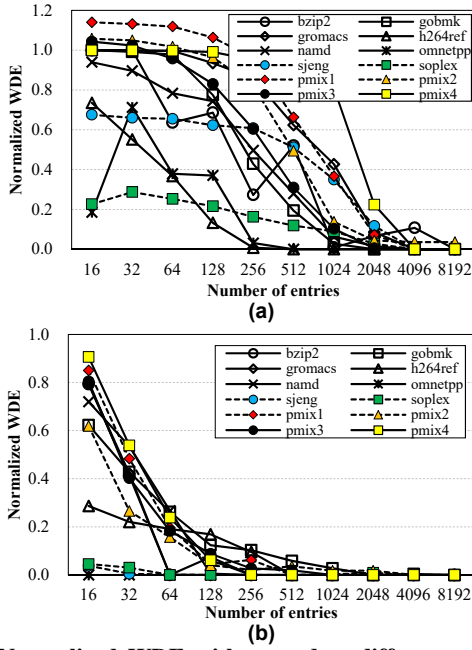 1.2
1.0
0.8
0.6
0.4
0.2
0.0
Normalized WDE
bzip2 gobmk
gromacs h264ref
namd omnetpp
sjeng soplex
pmix1 pmix2
pmix3 pmix4
16 32 64 128 256 512 1024 2048 4096 8192
Number of entries
(a)
1.0
0.8
0.6
0.4
0.2
0.0
Normalized WDE
bzip2 gobmk
gromacs h264ref
namd omnetpp
sjeng soplex
pmix1 pmix2
pmix3 pmix4
16 32 64 128 256 512 1024 2048 4096 8192
Number of entries
(b)